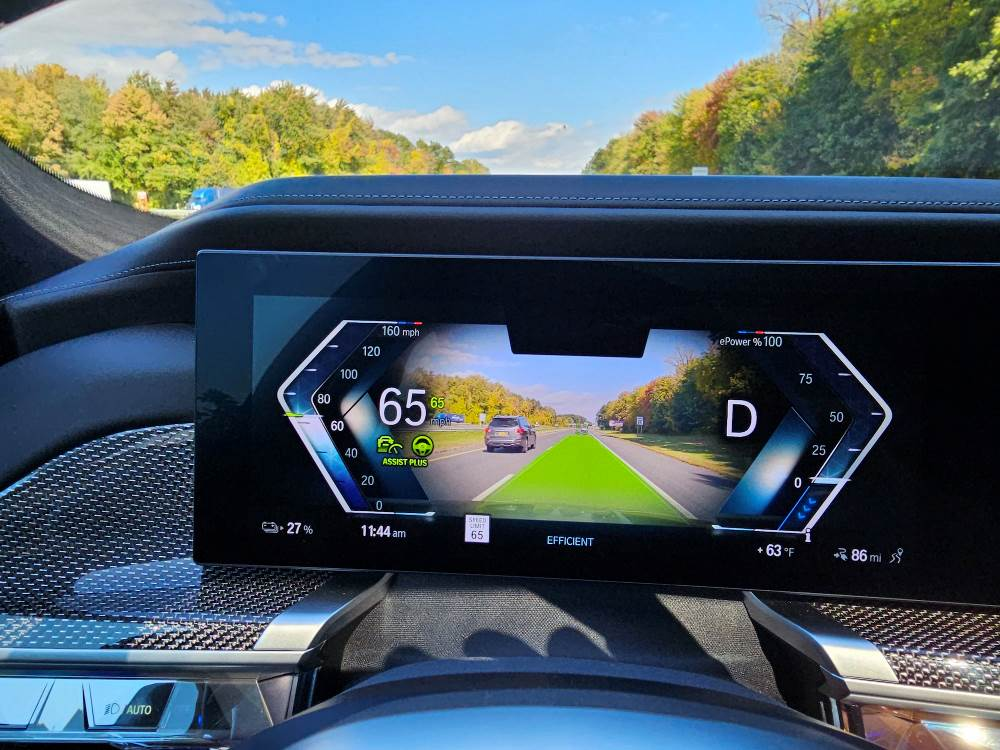 160 mph
120
100
80
60
40
20
0
65 65
mph
ASSIST PLUS
ePower % 100
75
50
25
0
D
27 %
11:44 am
SPEED
LIMIT
65
EFFICIENT
+ 63 °F
86 mi
AUTO